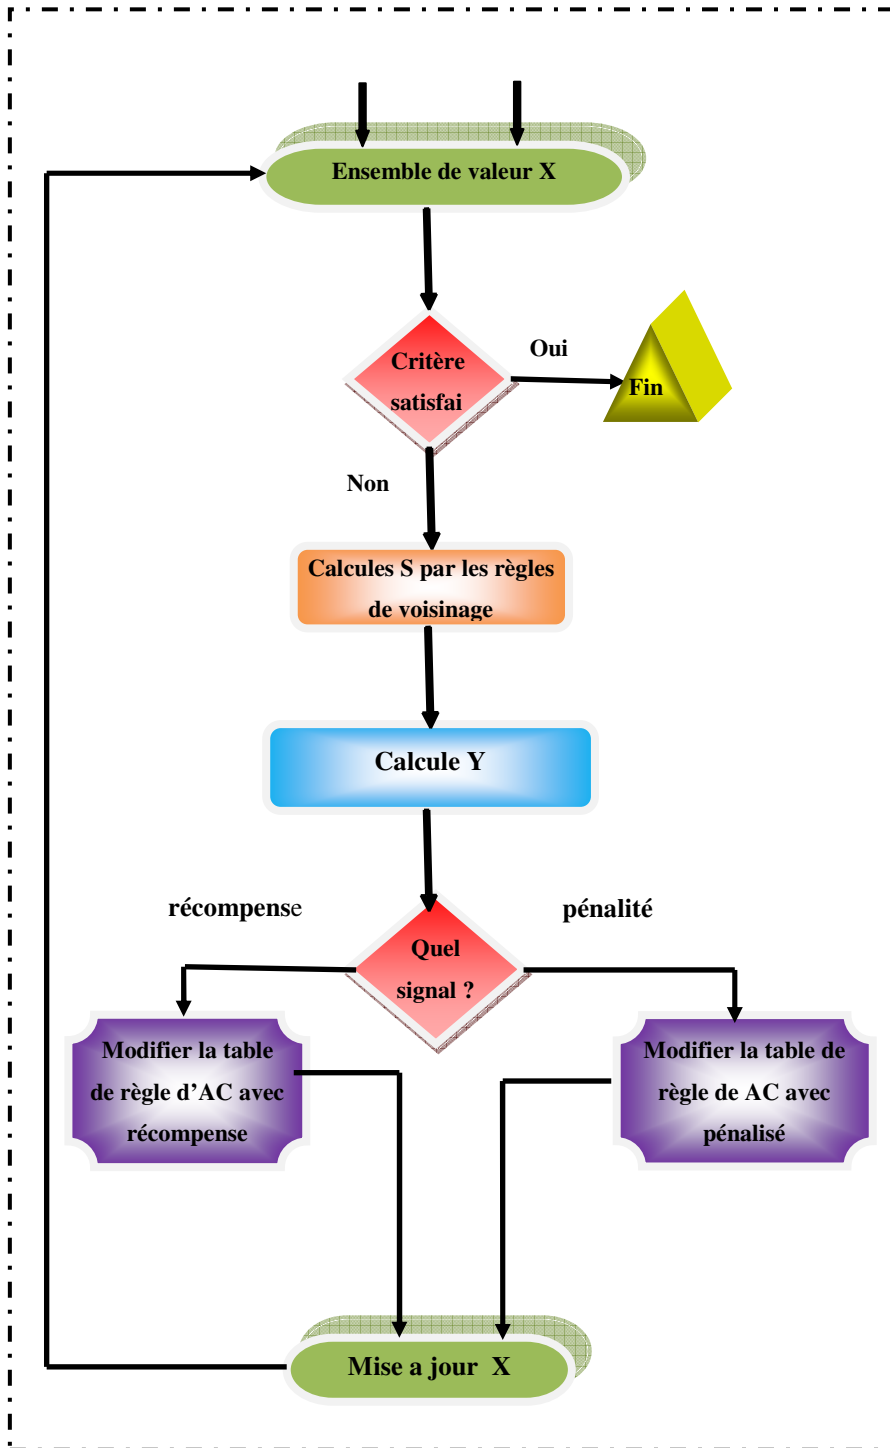 Ensemble de valeur X
Critère
satisfai
Oui
Fin
Non
Calcules S par les règles
de voisinage
Calcule Y
récompense
pénalité
Quel
signal ?
Modifier la table
de règle d'AC avec
récompense
Modifier la table de
règle de AC avec
pénalisé
Mise a jour X